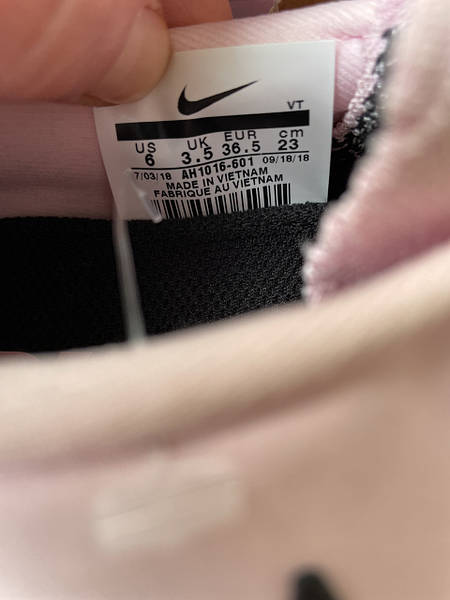 VT
US UK EUR cm
6 3.5 36.5 23
7/03/18 AH1016-601 09/18/18
MADE IN VIETNAM
FABRIQUE AU VIETNAM